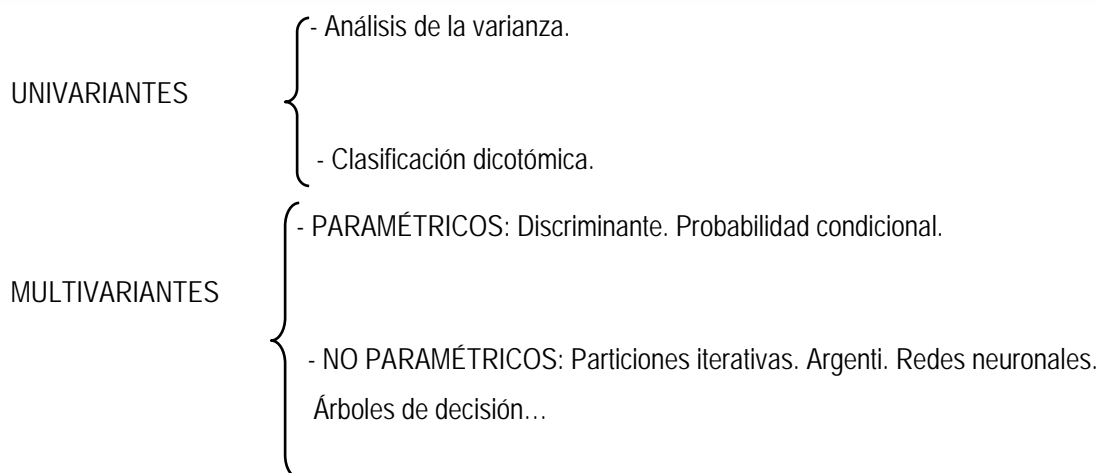 - Análisis de la varianza.
UNIVARIANTES
- Clasificación dicotómica.
- PARAMÉTRICOS: Discriminante. Probabilidad condicional.
MULTIVARIANTES
- NO PARAMÉTRICOS: Particiones iterativas. Argenti. Redes neuronales.
Árboles de decisión…